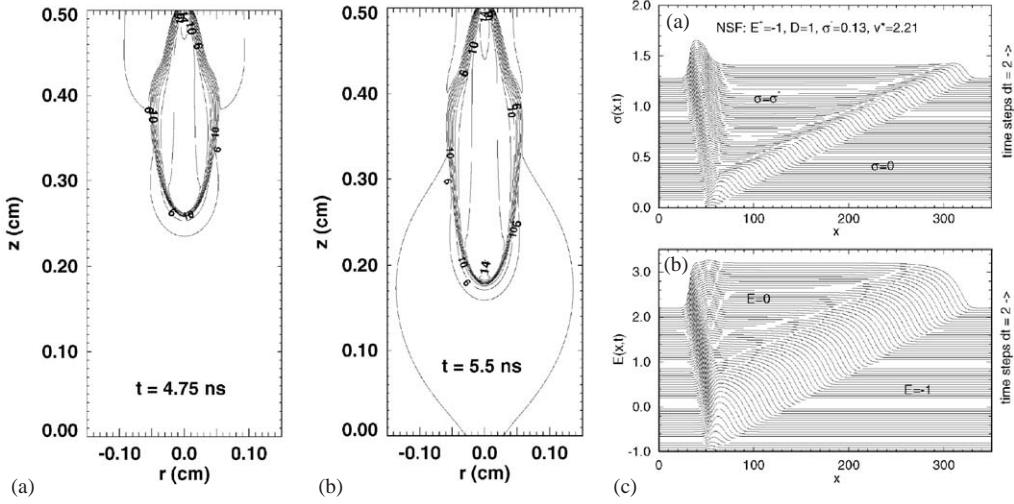 0.50
0.40
0.30
0.20
0.10
0.00
z (cm)
t = 4.75 ns
-0.10 0.00 0.10
r (cm)
(a)
0.50
0.40
0.30
0.20
0.10
0.00
z (cm)
10
6
14
t = 5.5 ns
-0.10 0.00 0.10
r (cm)
(b)
(a)
NSF: E⁺=-1, D=1, σ⁻=0.13, v*=2.21
2.0
1.5
1.0
0.5
0
σ(x,t)
σ=σ⁻
σ=0
0 100 200 300
x
time steps dt = 2 ->
(b)
3.0
2.0
1.0
0.0
-1.0
E(x,t)
E=0
E=-1
0 100 200 300
x
time steps dt = 2 ->
(c)